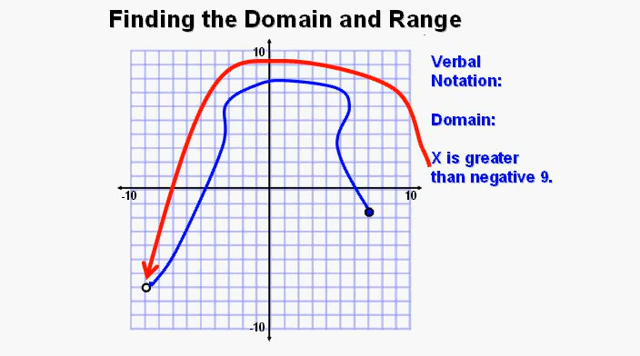 Finding the Domain and Range
10
Verbal
Notation:
Domain:
X is greater
than negative 9.
-10
10
-10